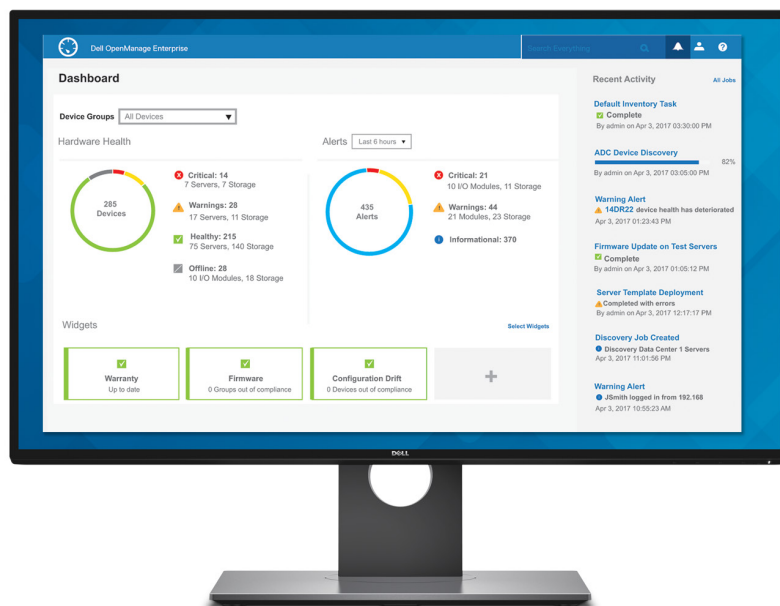 Dell OpenManage Enterprise
Search Everything
Dashboard
Device Groups All Devices
Hardware Health
285
Devices
Critical: 14
7 Servers, 7 Storage
Warnings: 28
17 Servers, 11 Storage
Healthy: 215
75 Servers, 140 Storage
Offline: 28
10 I/O Modules, 18 Storage
Alerts Last 6 hours
435
Alerts
Critical: 21
10 I/O Modules, 11 Storage
Warnings: 44
21 Modules, 23 Storage
Informational: 370
Widgets
Select Widgets
Warranty
Up to date
Firmware
0 Groups out of compliance
Configuration Drift
0 Devices out of compliance
+
Recent Activity All Jobs
Default Inventory Task
Complete
By admin on Apr 3, 2017 03:30:00 PM
ADC Device Discovery
82%
By admin on Apr 3, 2017 03:05:00 PM
Warning Alert
14DR22 device health has deteriorated
Apr 3, 2017 01:23:43 PM
Firmware Update on Test Servers
Complete
By admin on Apr 3, 2017 01:05:12 PM
Server Template Deployment
Completed with errors
By admin on Apr 3, 2017 12:17:17 PM
Discovery Job Created
Discovery Data Center 1 Servers
Apr 3, 2017 11:01:56 PM
Warning Alert
JSmith logged in from 192.168
Apr 3, 2017 10:55:23 AM
DELL